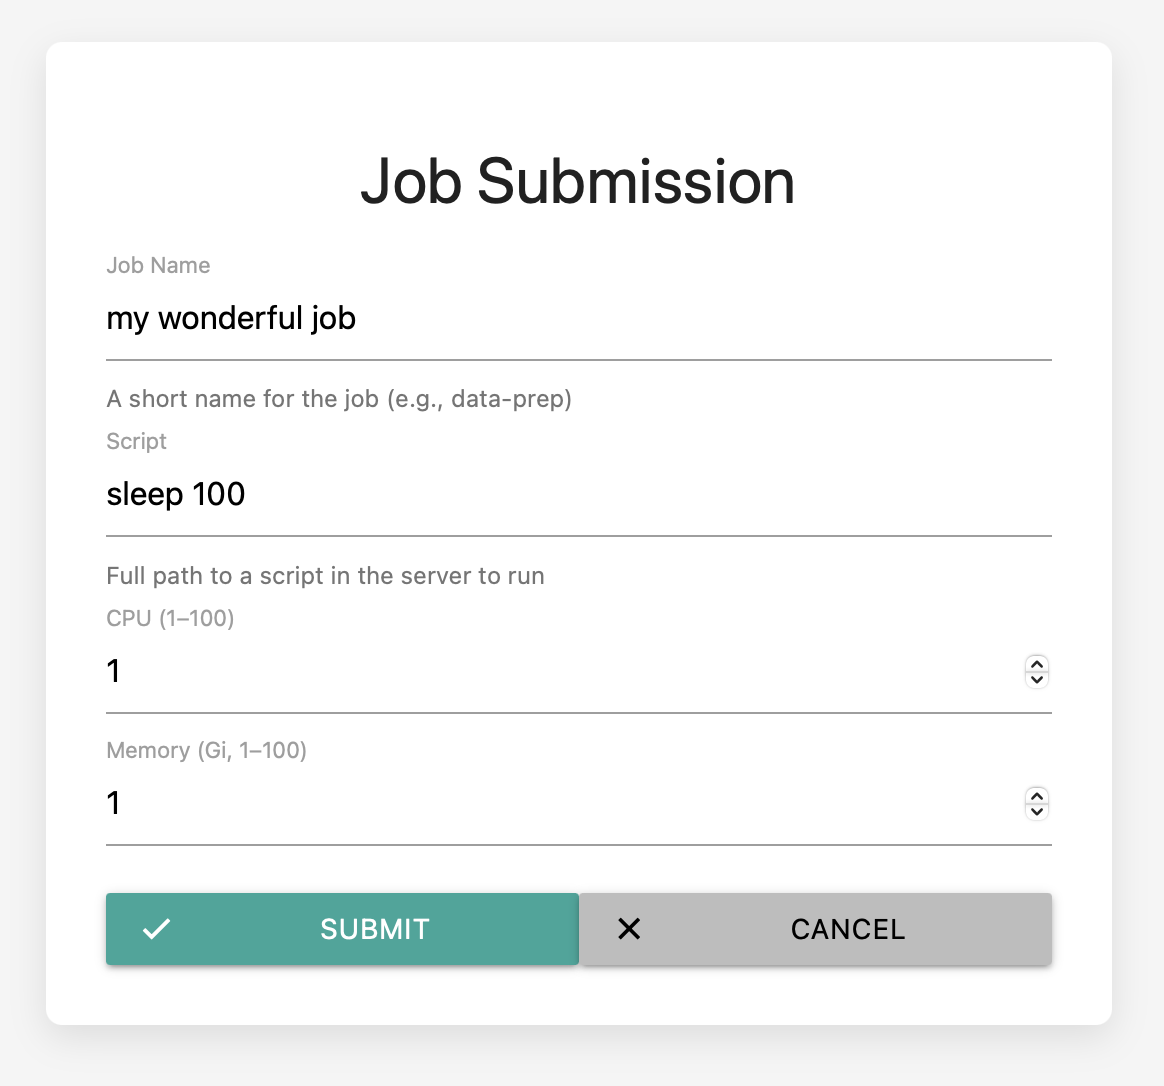 Job Submission
Job Name
my wonderful job
A short name for the job (e.g., data-prep)
Script
sleep 100
Full path to a script in the server to run
CPU (1–100)
1
Memory (Gi, 1–100)
1
SUBMIT
CANCEL